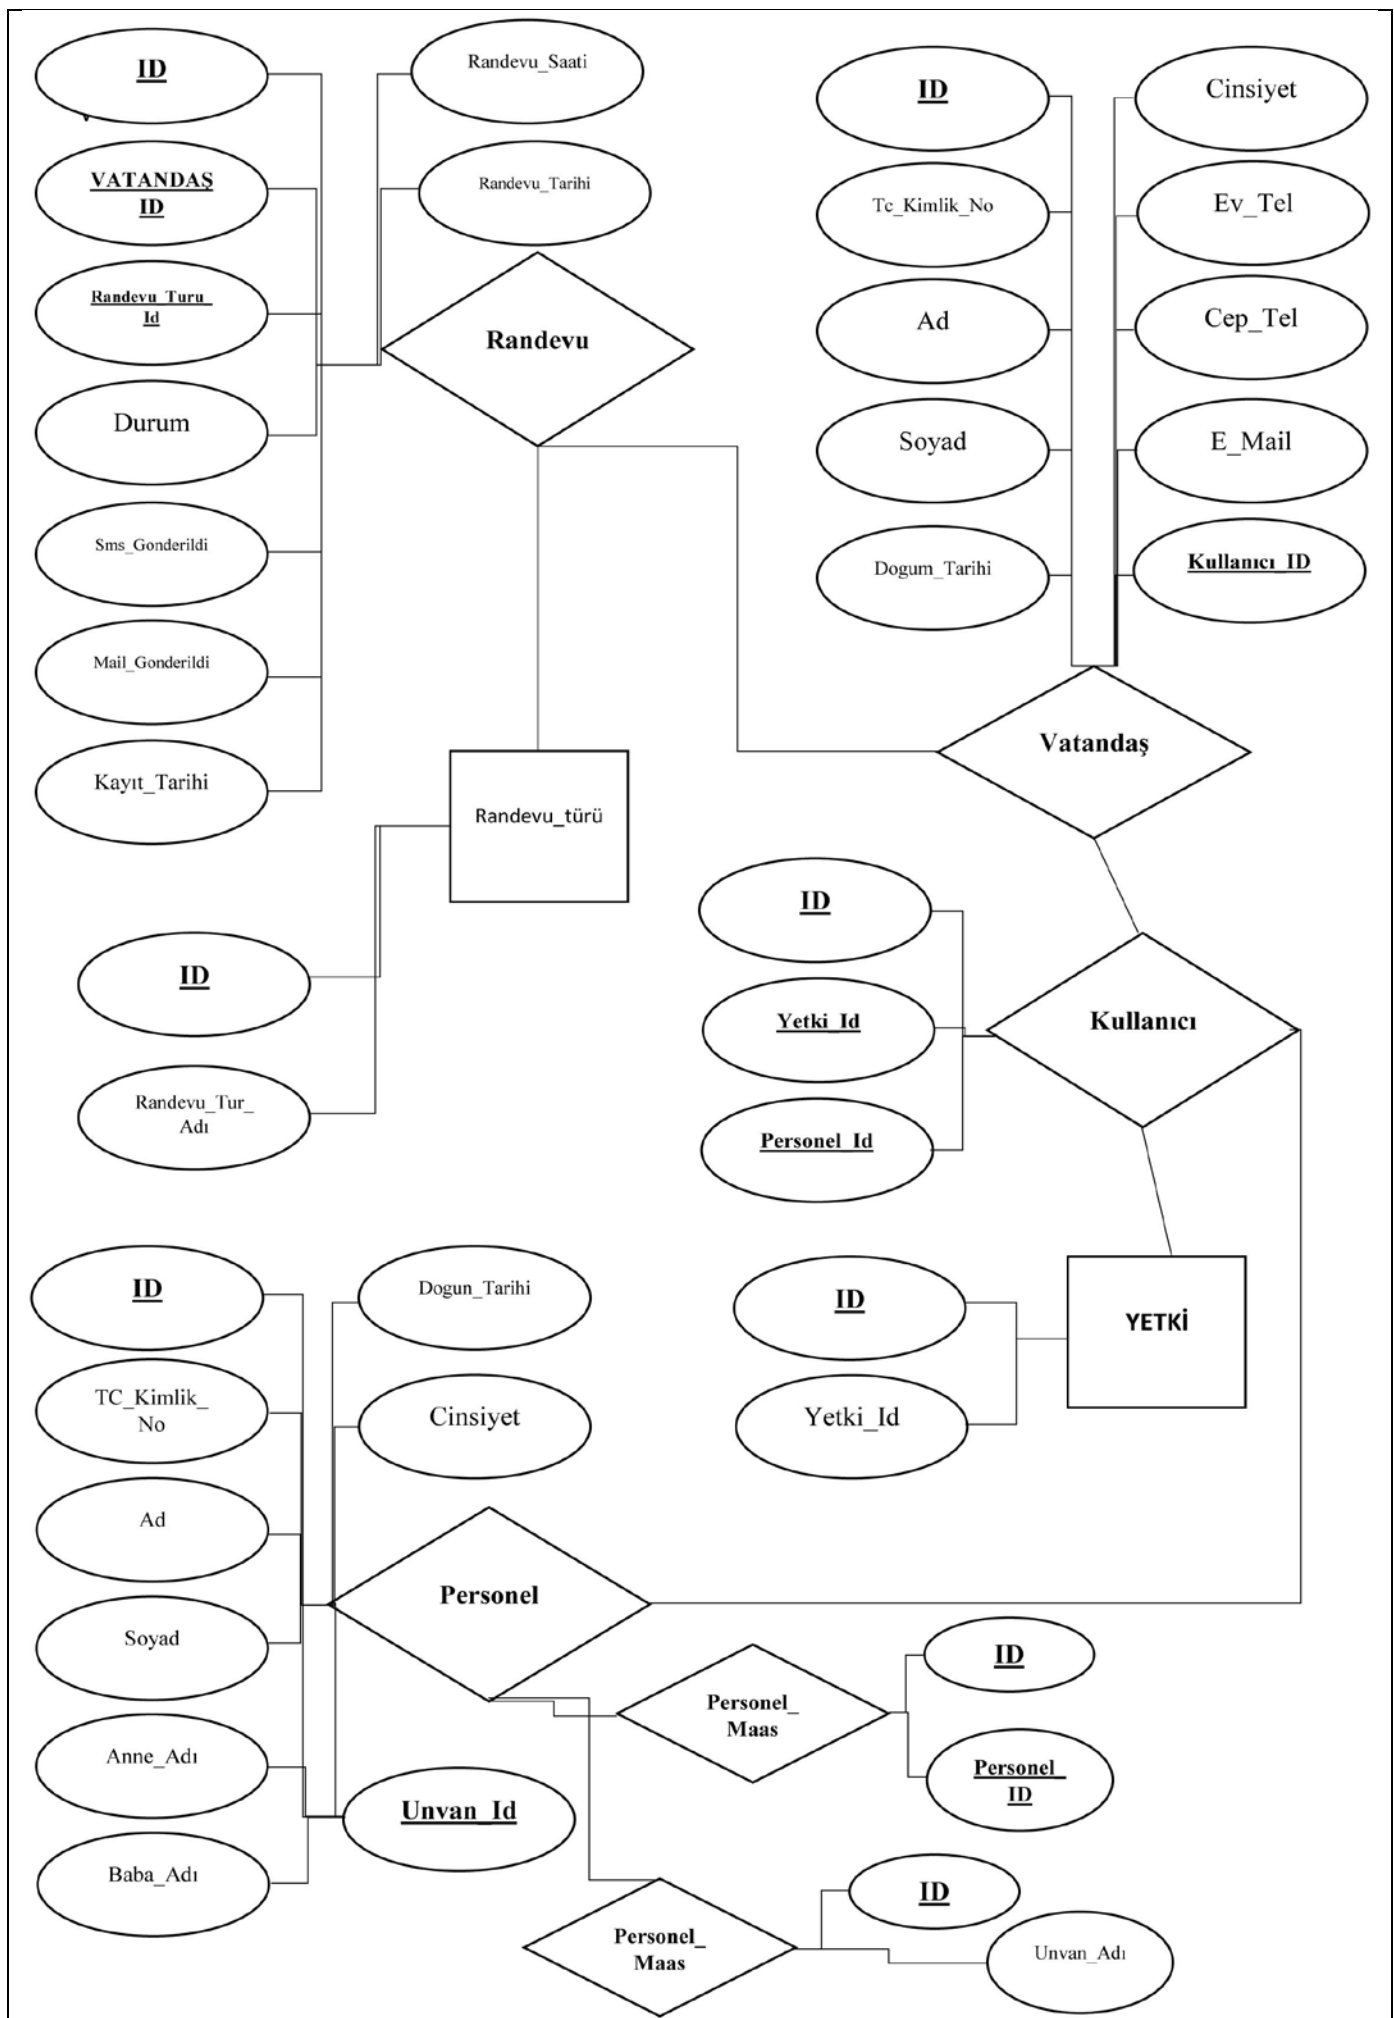 ID
Randevu_Saati
VATANDAŞ
ID
Randevu_Tarihi
Randevu_Turu_
Id
Randevu
Durum
Sms_Gonderildi
Mail_Gonderildi
Kayıt_Tarihi
ID
Cinsiyet
Tc_Kimlik_No
Ev_Tel
Ad
Cep_Tel
Soyad
E_Mail
Dogum_Tarihi
Kullanıcı_ID
Vatandaş
Randevu_türü
ID
Randevu_Tur_
Adı
ID
Yetki_Id
Kullanıcı
Personel_Id
ID
YETKİ
Yetki_Id
ID
Dogun_Tarihi
TC_Kimlik_
No
Cinsiyet
Ad
Personel
Soyad
Anne_Adı
Unvan_Id
Baba_Adı
Personel_
Maas
ID
Personel_
ID
Personel_
Maas
ID
Unvan_Adı